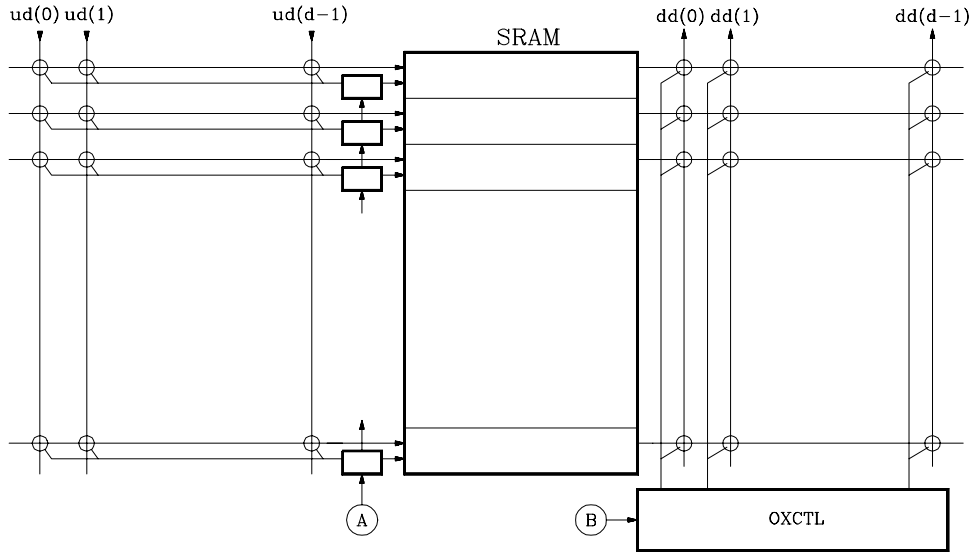 ud(0) ud(1) ud(d-1) dd(0) dd(1) dd(d-1)
SRAM
A B OXCTL